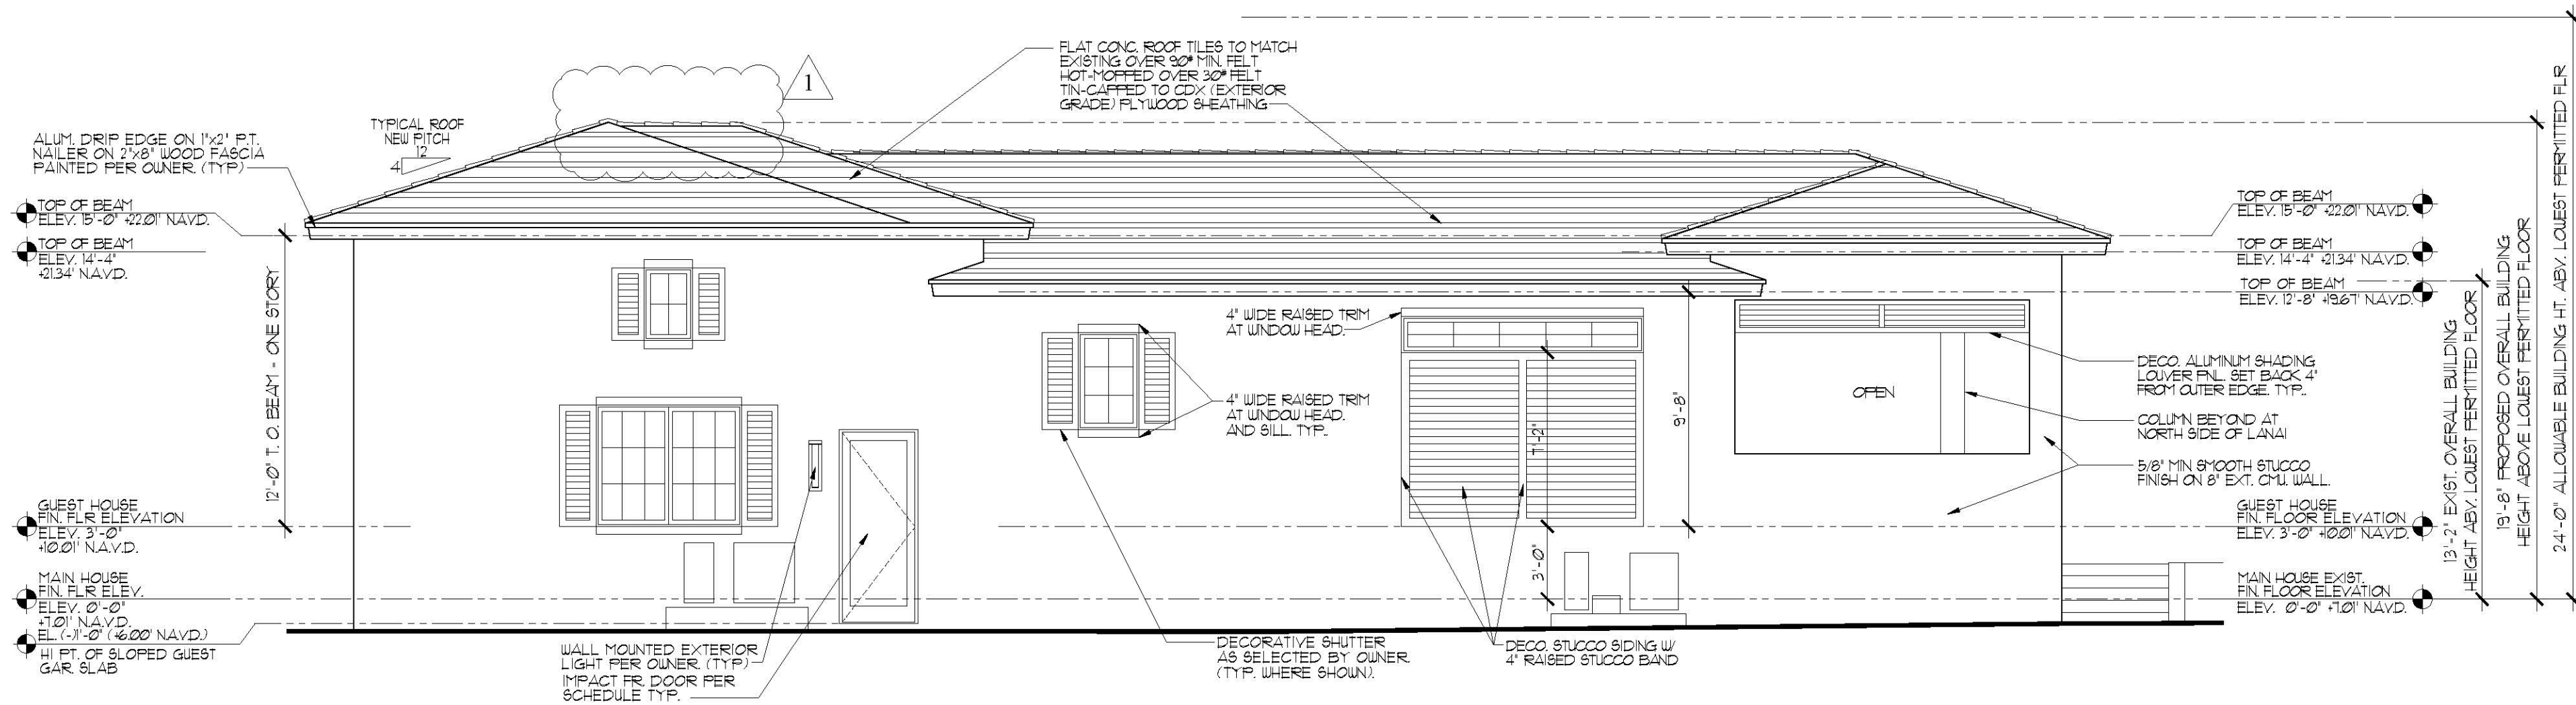 FLAT CONC. ROOF TILES TO MATCH
EXISTING OVER 90# MIN. FELT
HOT-MOPPED OVER 30# FELT
TIN-CAPPED TO CDX (EXTERIOR
GRADE) PLYWOOD SHEATHING
1
TYPICAL ROOF
NEW PITCH
12
4
ALUM. DRIP EDGE ON 1"x2" P.T.
NAILER ON 2"x8" WOOD FASCIA
PAINTED PER OWNER. (TYP)
TOP OF BEAM
ELEV. 15'-0" +22.01' N.A.V.D.
TOP OF BEAM
ELEV. 14'-4"
+21.34' N.A.V.D.
12'-0" T. O. BEAM - ONE STORY
GUEST HOUSE
FIN. FLR ELEVATION
ELEV. 3'-0"
+10.01' N.A.V.D.
MAIN HOUSE
FIN. FLR ELEV.
ELEV. 0'-0"
+7.01' N.A.V.D.
EL. (-)1'-0" (+6.00' N.A.V.D.)
HI PT. OF SLOPED GUEST
GAR. SLAB
WALL MOUNTED EXTERIOR
LIGHT PER OWNER. (TYP)
IMPACT FR. DOOR PER
SCHEDULE TYP.
4" WIDE RAISED TRIM
AT WINDOW HEAD.
4" WIDE RAISED TRIM
AT WINDOW HEAD.
AND SILL. TYP..
DECORATIVE SHUTTER
AS SELECTED BY OWNER.
(TYP. WHERE SHOWN).
7'-2"
3'-0"
9'-8"
DECO. STUCCO SIDING W/
4" RAISED STUCCO BAND
OPEN
TOP OF BEAM
ELEV. 15'-0" +22.01' N.A.V.D.
TOP OF BEAM
ELEV. 14'-4" +21.34' N.A.V.D.
TOP OF BEAM
ELEV. 12'-8" +19.67' N.A.V.D.
DECO. ALUMINUM SHADING
LOUVER PNL. SET BACK 4"
FROM OUTER EDGE. TYP..
COLUMN BEYOND AT
NORTH SIDE OF LANAI
5/8" MIN SMOOTH STUCCO
FINISH ON 8" EXT. CMU. WALL.
GUEST HOUSE
FIN. FLOOR ELEVATION
ELEV. 3'-0" +10.01' N.A.V.D.
MAIN HOUSE EXIST.
FIN. FLOOR ELEVATION
ELEV. 0'-0" +7.01' N.A.V.D.
13'-2" EXIST. OVERALL BUILDING
HEIGHT ABV. LOWEST PERMITTED FLOOR
19'-8" PROPOSED OVERALL BUILDING
HEIGHT ABOVE LOWEST PERMITTED FLOOR
24'-0" ALLOWABLE BUILDING HT. ABV. LOWEST PERMITTED FLR